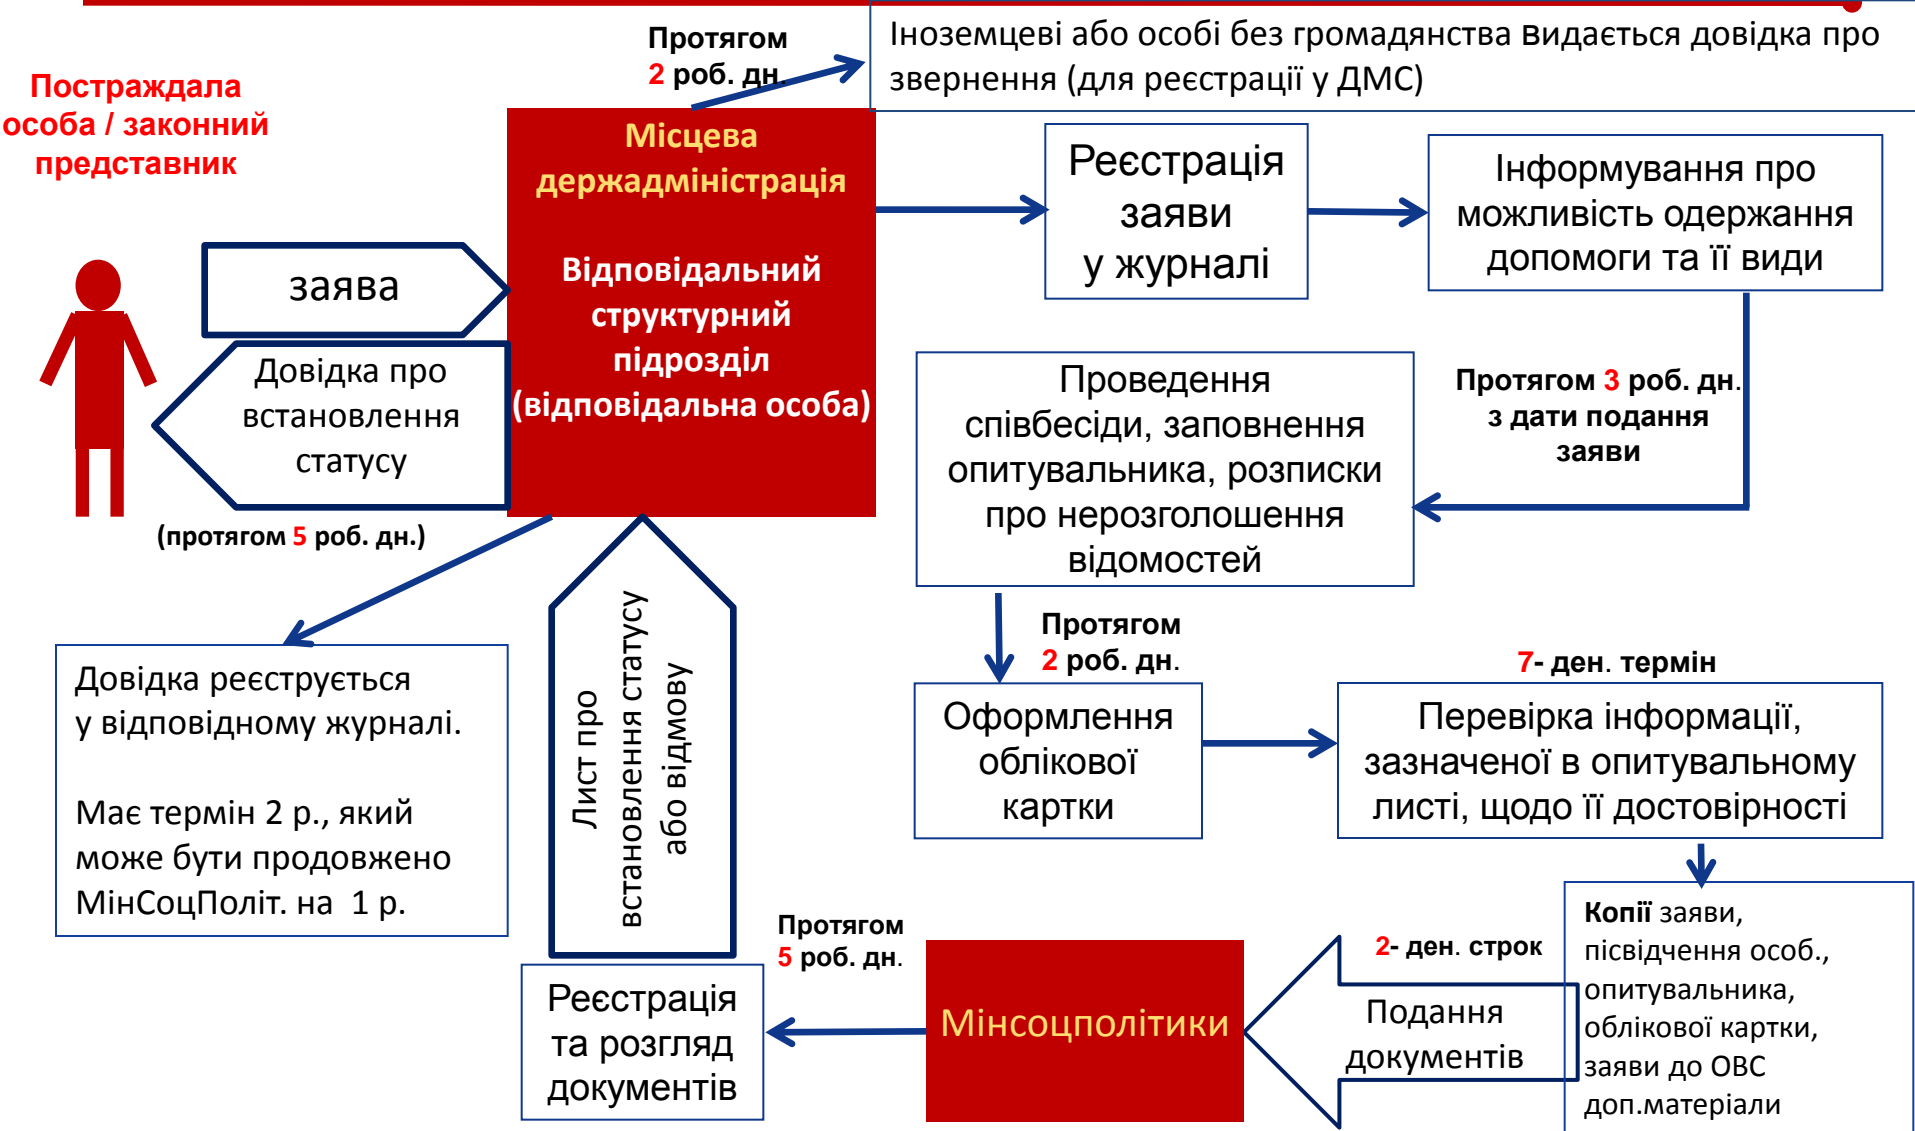 Протягом
2 роб. дн.
Іноземцеві або особі без громадянства видається довідка про
звернення (для реєстрації у ДМС)
Постраждала
особа / законний
представник
Місцева
держадміністрація
Відповідальний
структурний
підрозділ
(відповідальна особа)
Реєстрація
заяви
у журналі
Інформування про
можливість одержання
допомоги та її види
заява
Довідка про
встановлення
статусу
(протягом 5 роб. дн.)
Протягом 3 роб. дн.
з дати подання
заяви
Проведення
співбесіди, заповнення
опитувальника, розписки
про нерозголошення
відомостей
Протягом
2 роб. дн.
7- ден. термін
Оформлення
облікової
картки
Перевірка інформації,
зазначеної в опитувальному
листі, щодо її достовірності
Довідка реєструється
у відповідному журналі.
Має термін 2 р., який
може бути продовжено
МінСоцПоліт. на 1 р.
Лист про
встановлення статусу
або відмову
Копії заяви,
пісвідчення особ.,
опитувальника,
облікової картки,
заяви до ОВС
доп.матеріали
2- ден. строк
Подання
документів
Мінсоцполітики
Протягом
5 роб. дн.
Реєстрація
та розгляд
документів